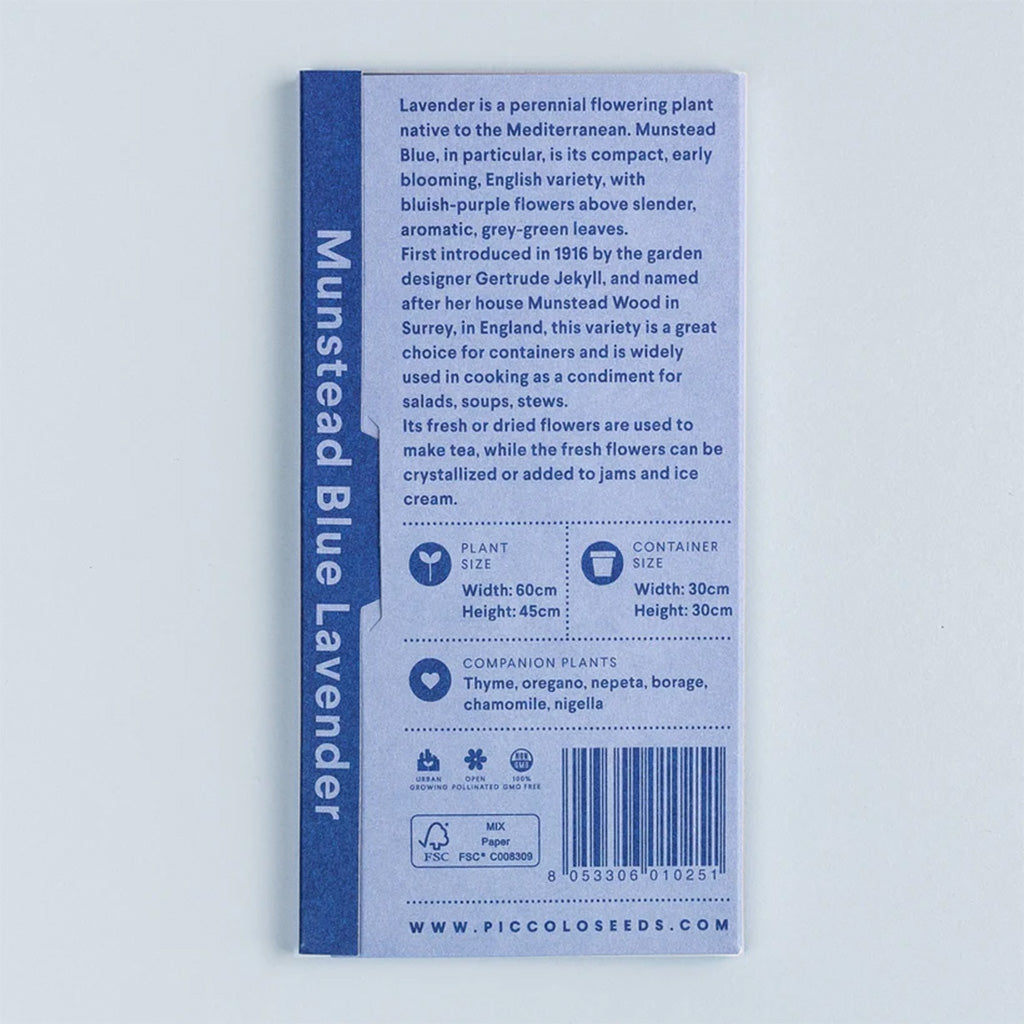 Munstead Blue Lavender
Lavender is a perennial flowering plant
native to the Mediterranean. Munstead
Blue, in particular, is its compact, early
blooming, English variety, with
bluish-purple flowers above slender,
aromatic, grey-green leaves.
First introduced in 1916 by the garden
designer Gertrude Jekyll, and named
after her house Munstead Wood in
Surrey, in England, this variety is a great
choice for containers and is widely
used in cooking as a condiment for
salads, soups, stews.
Its fresh or dried flowers are used to
make tea, while the fresh flowers can be
crystallized or added to jams and ice
cream.
PLANT
SIZE
Width: 60cm
Height: 45cm
CONTAINER
SIZE
Width: 30cm
Height: 30cm
COMPANION PLANTS
Thyme, oregano, nepeta, borage,
chamomile, nigella
URBAN
GROWING
OPEN
POLLINATED
NON
GMO
100%
GMO FREE
FSC
MIX
Paper
FSC® C008309
8 053306 010251
WWW.PICCOLOSEEDS.COM